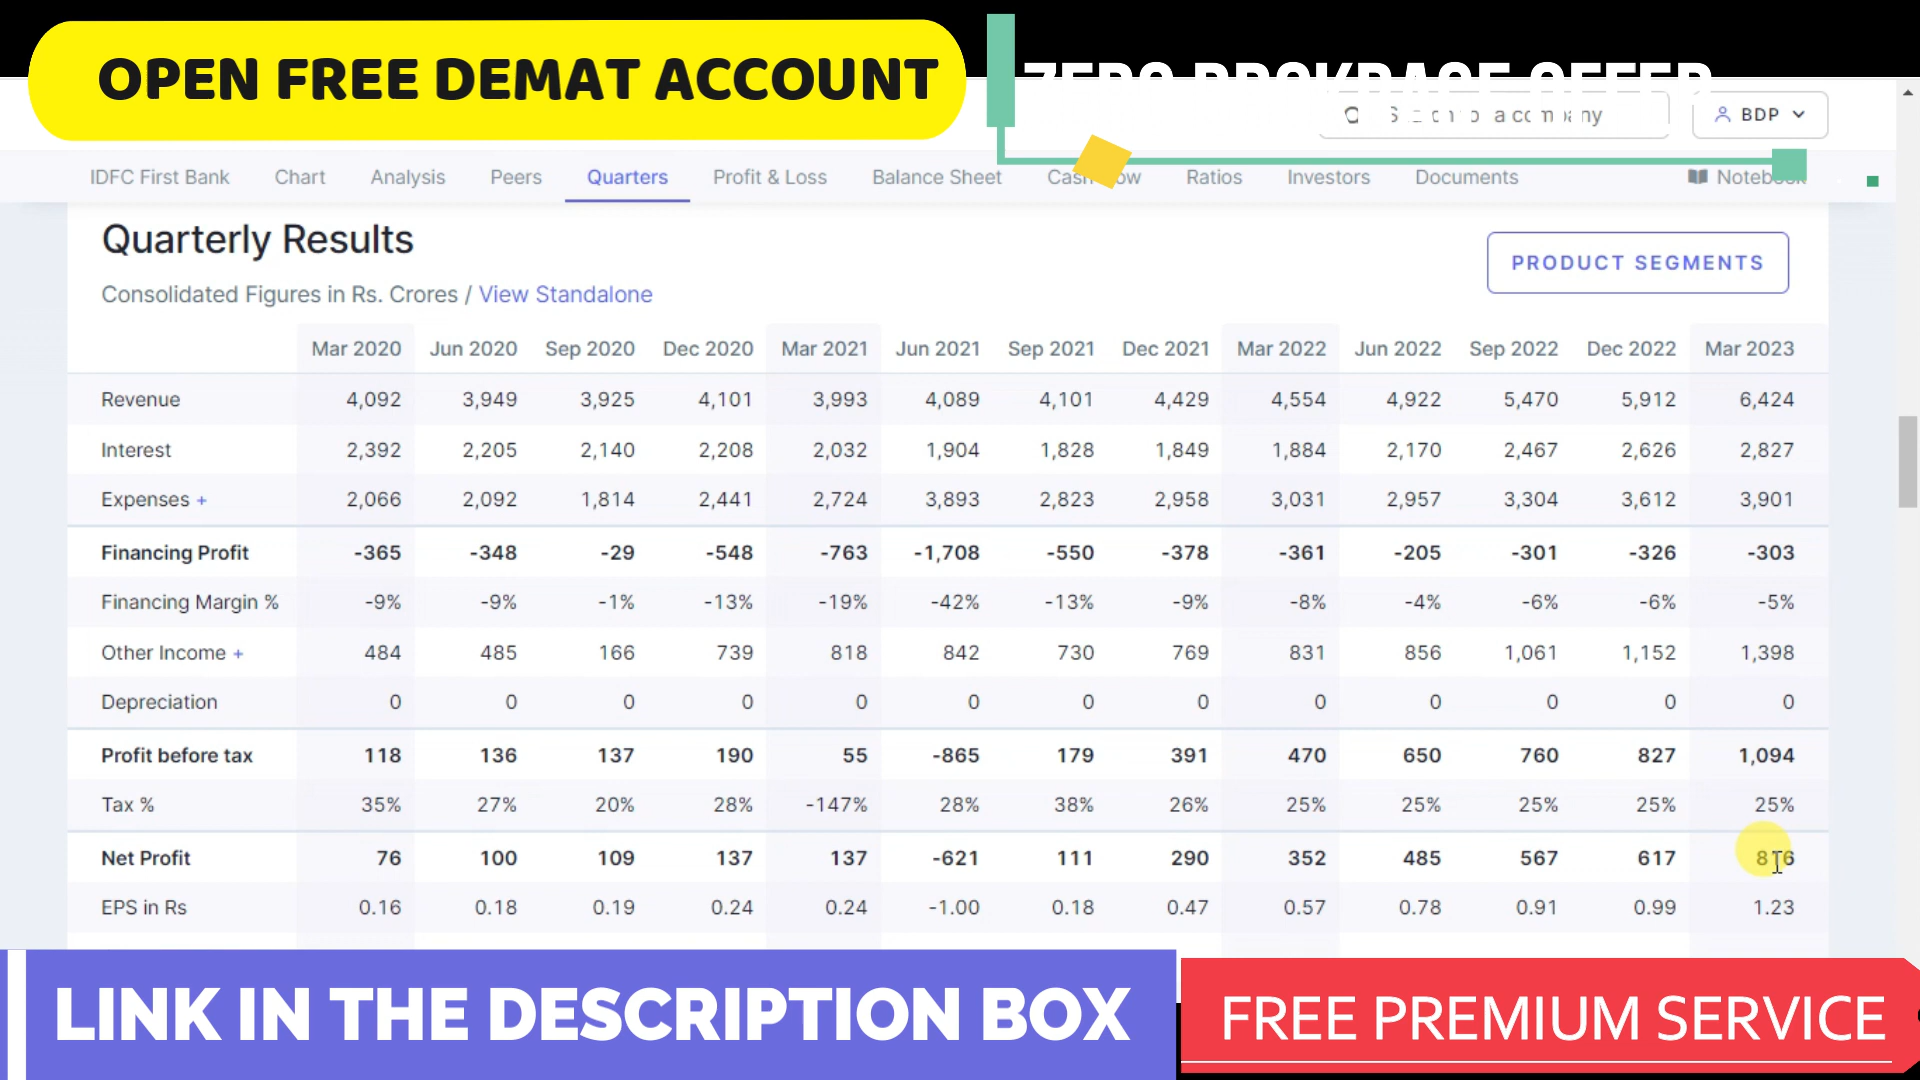 OPEN FREE DEMAT ACCOUNT
BDP
IDFC First Bank Chart Analysis Peers Quarters Profit & Loss Balance Sheet Ratios Investors Documents
Quarterly Results
PRODUCT SEGMENTS
Consolidated Figures in Rs. Crores / View Standalone
Mar 2020 Jun 2020 Sep 2020 Dec 2020 Mar 2021 Jun 2021 Sep 2021 Dec 2021 Mar 2022 Jun 2022 Sep 2022 Dec 2022 Mar 2023
Revenue 4,092 3,949 3,925 4,101 3,993 4,089 4,101 4,429 4,554 4,922 5,470 5,912 6,424
Interest 2,392 2,205 2,140 2,208 2,032 1,904 1,828 1,849 1,884 2,170 2,467 2,626 2,827
Expenses + 2,066 2,092 1,814 2,441 2,724 3,893 2,823 2,958 3,031 2,957 3,304 3,612 3,901
Financing Profit -365 -348 -29 -548 -763 -1,708 -550 -378 -361 -205 -301 -326 -303
Financing Margin % -9% -9% -1% -13% -19% -42% -13% -9% -8% -4% -6% -6% -5%
Other Income + 484 485 166 739 818 842 730 769 831 856 1,061 1,152 1,398
Depreciation 0 0 0 0 0 0 0 0 0 0 0 0 0
Profit before tax 118 136 137 190 55 -865 179 391 470 650 760 827 1,094
Tax % 35% 27% 20% 28% -147% 28% 38% 26% 25% 25% 25% 25% 25%
Net Profit 76 100 109 137 137 -621 111 290 352 485 567 617
EPS in Rs 0.16 0.18 0.19 0.24 0.24 -1.00 0.18 0.47 0.57 0.78 0.91 0.99 1.23
LINK IN THE DESCRIPTION BOX
FREE PREMIUM SERVICE